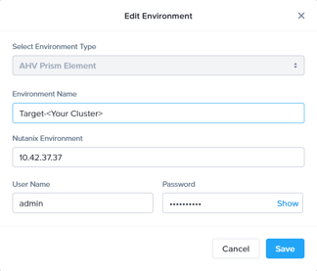 Edit Environment
Select Environment Type
AHV Prism Element
Environment Name
Target-<Your Cluster>
Nutanix Environment
10.42.37.37
User Name
Password
admin
•••••••••• Show
Cancel
Save